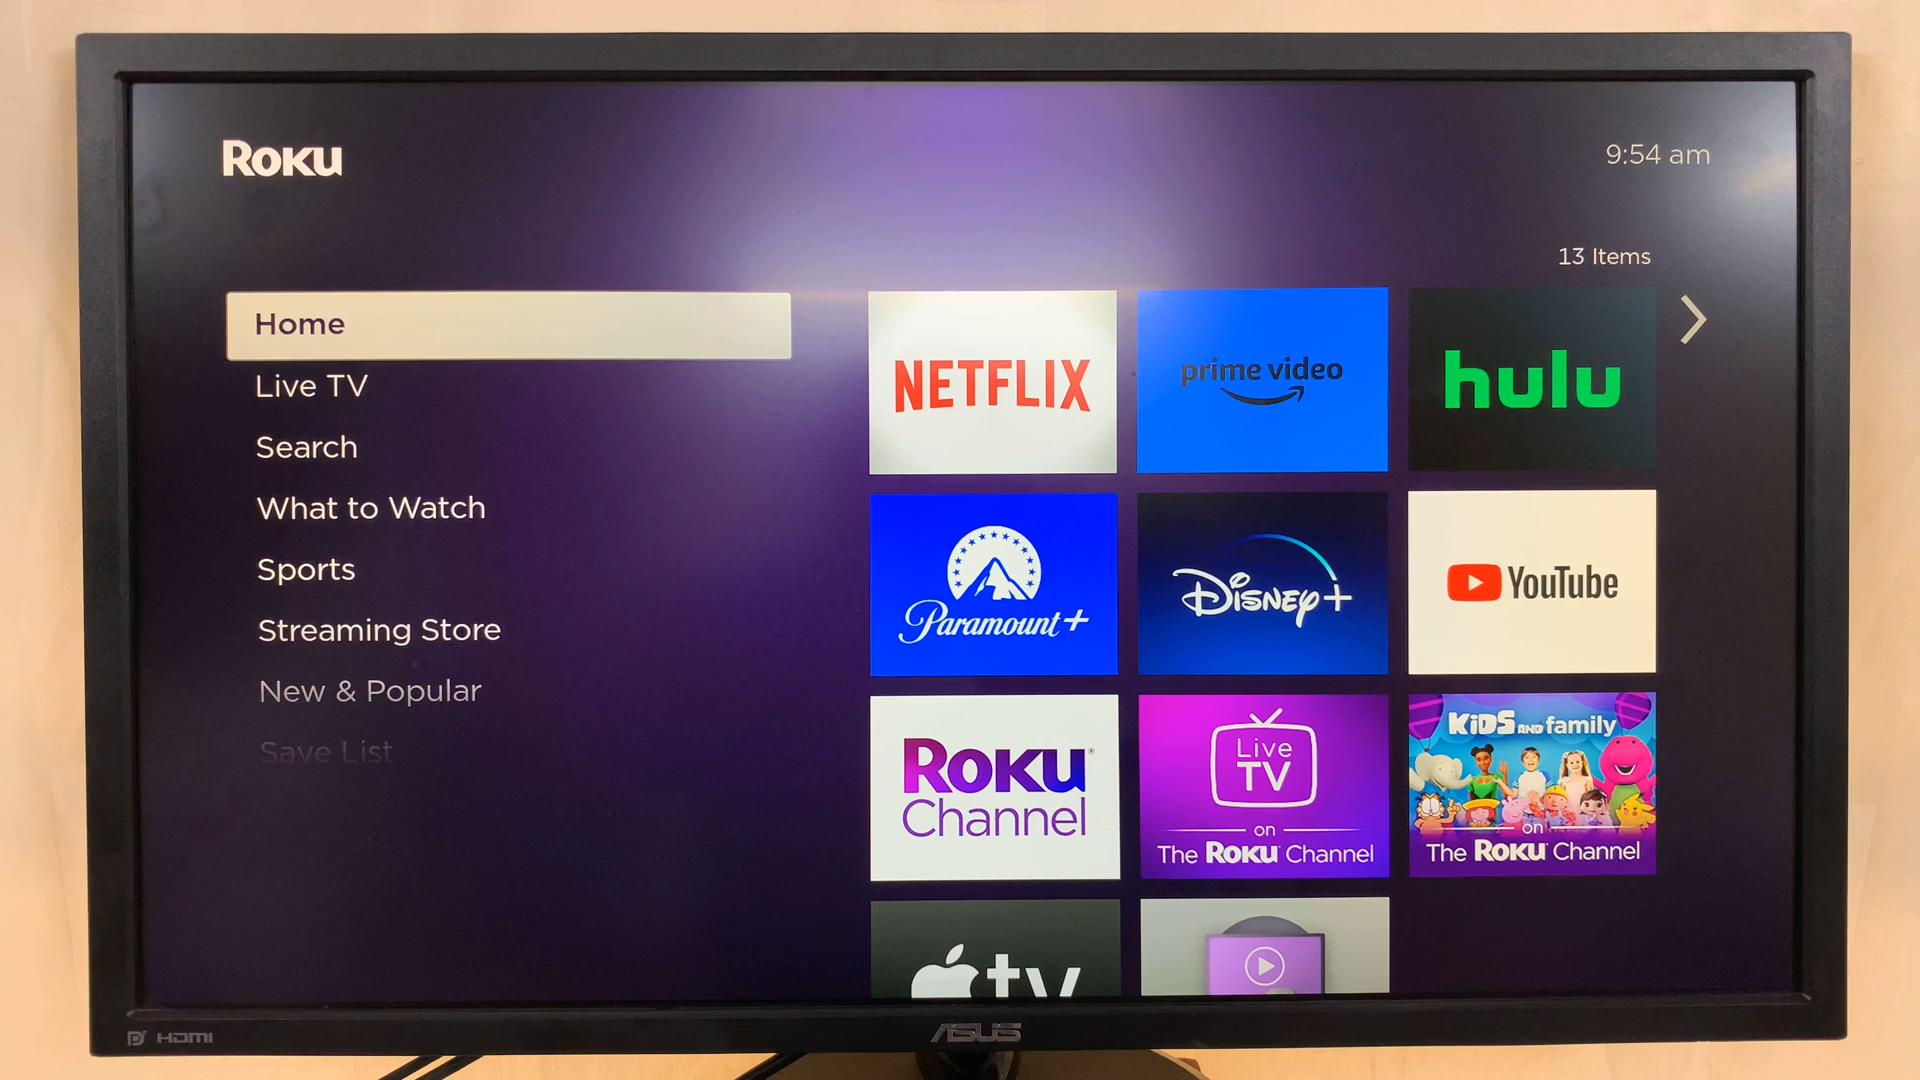 ROKU
9:54 am
13 Items
Home
Live TV
Search
What to Watch
Sports
Streaming Store
New & Popular
Save List
NETFLIX
prime video
hulu
Paramount+
Disney+
YouTube
ROKU
Channel
Live
TV
on
The ROKU Channel
KiDS AND family
on
The ROKU Channel
tv
HDMI
ASUS